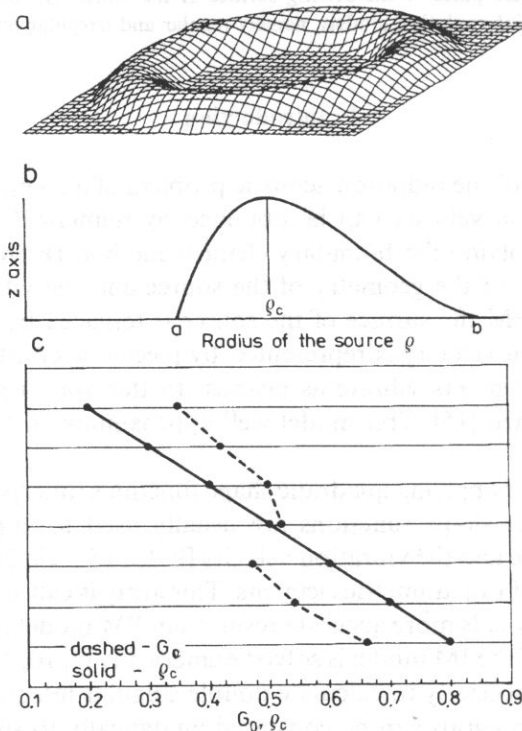 a
b
z axis
a
ρc
b
Radius of the source ρ
c
dashed - G₀
solid - ρc
0.1 0.2 0.3 0.4 0.5 0.6 0.7 0.8 0.9
G₀, ρc